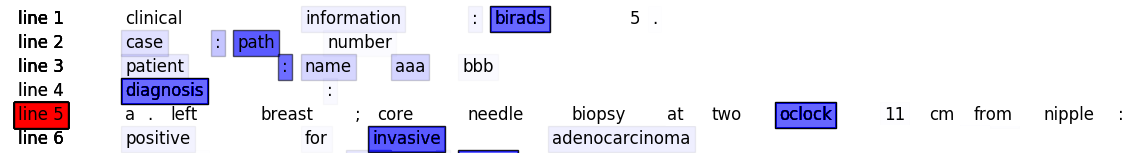 line 1 clinical information : birads 5 .
line 2 case : path number
line 3 patient : name aaa bbb
line 4 diagnosis :
line 5 a . left breast ; core needle biopsy at two oclock 11 cm from nipple :
line 6 positive for invasive adenocarcinoma